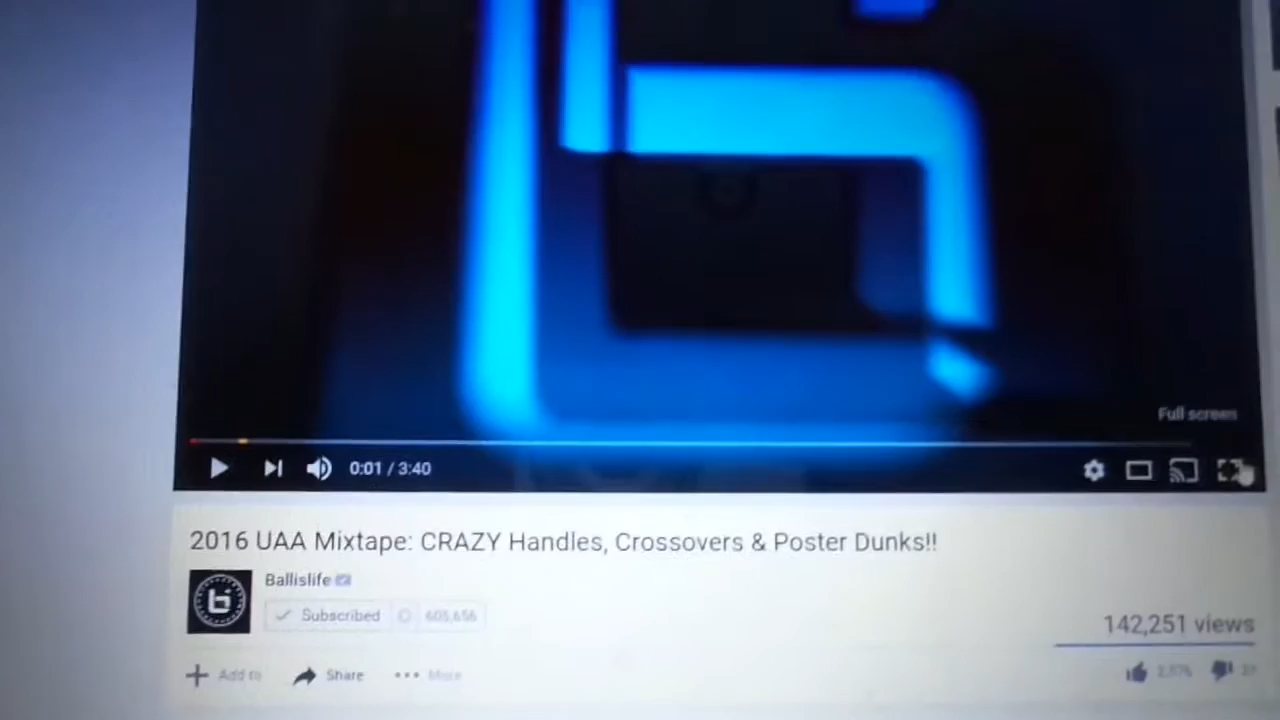 Full screen
0:01 / 3:40
2016 UAA Mixtape: CRAZY Handles, Crossovers & Poster Dunks!!
Ballislife
Subscribed 605,656
142,251 views
Add to Share More